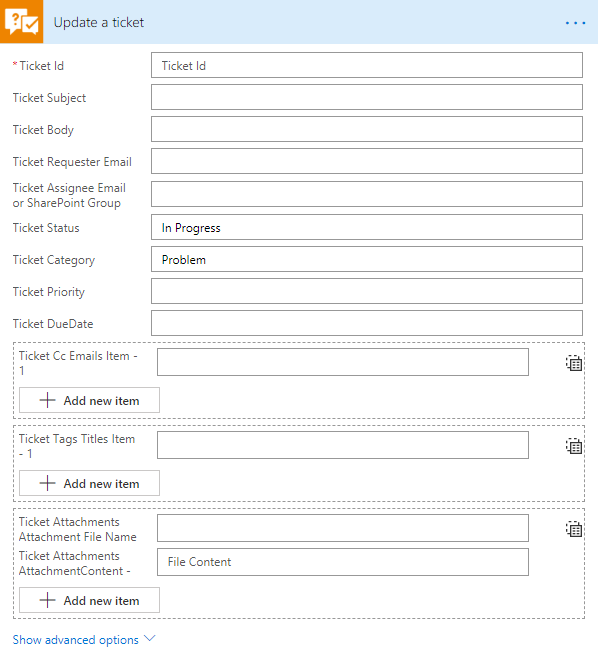 Update a ticket
* Ticket Id
Ticket Id
Ticket Subject
Ticket Body
Ticket Requester Email
Ticket Assignee Email
or SharePoint Group
Ticket Status
In Progress
Ticket Category
Problem
Ticket Priority
Ticket DueDate
Ticket Cc Emails Item -
1
Add new item
Ticket Tags Titles Item
- 1
Add new item
Ticket Attachments
Attachment File Name
Ticket Attachments
AttachmentContent -
File Content
Add new item
Show advanced options